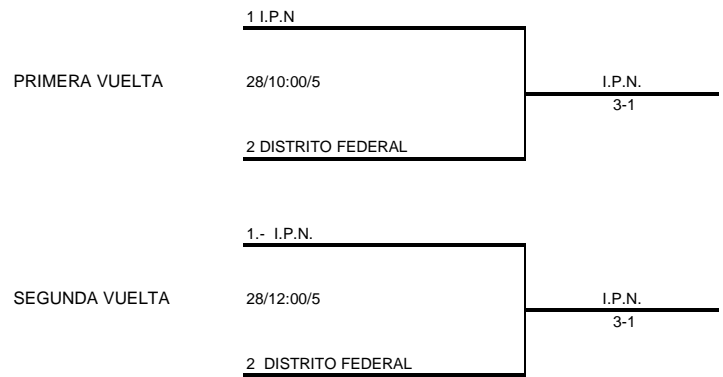 1 I.P.N
PRIMERA VUELTA 28/10:00/5 I.P.N.
3-1
2 DISTRITO FEDERAL
1.- I.P.N.
SEGUNDA VUELTA 28/12:00/5 I.P.N.
3-1
2 DISTRITO FEDERAL